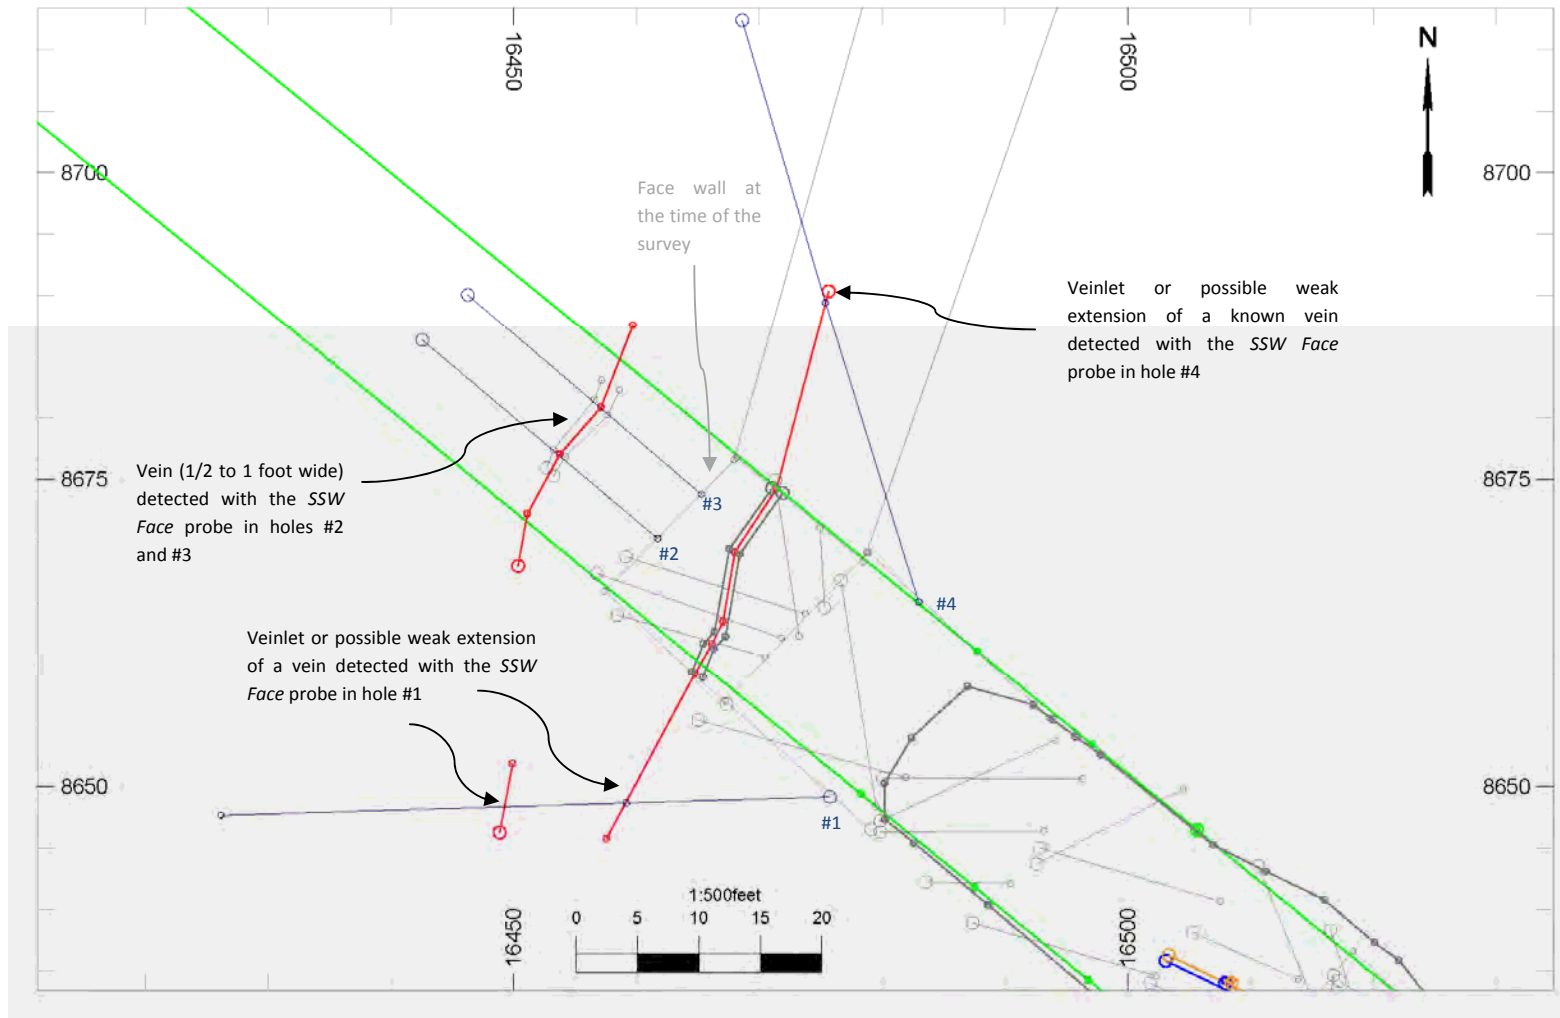 16450
16500
N
8700
8700
Face wall at
the time of the
survey
Veinlet or possible weak
extension of a known vein
detected with the SSW Face
probe in hole #4
Vein (1/2 to 1 foot wide)
detected with the SSW
Face probe in holes #2
and #3
8675
8675
#3
#2
#4
Veinlet or possible weak extension
of a vein detected with the SSW
Face probe in hole #1
8650
8650
#1
1:500feet
0 5 10 15 20
16450
16500